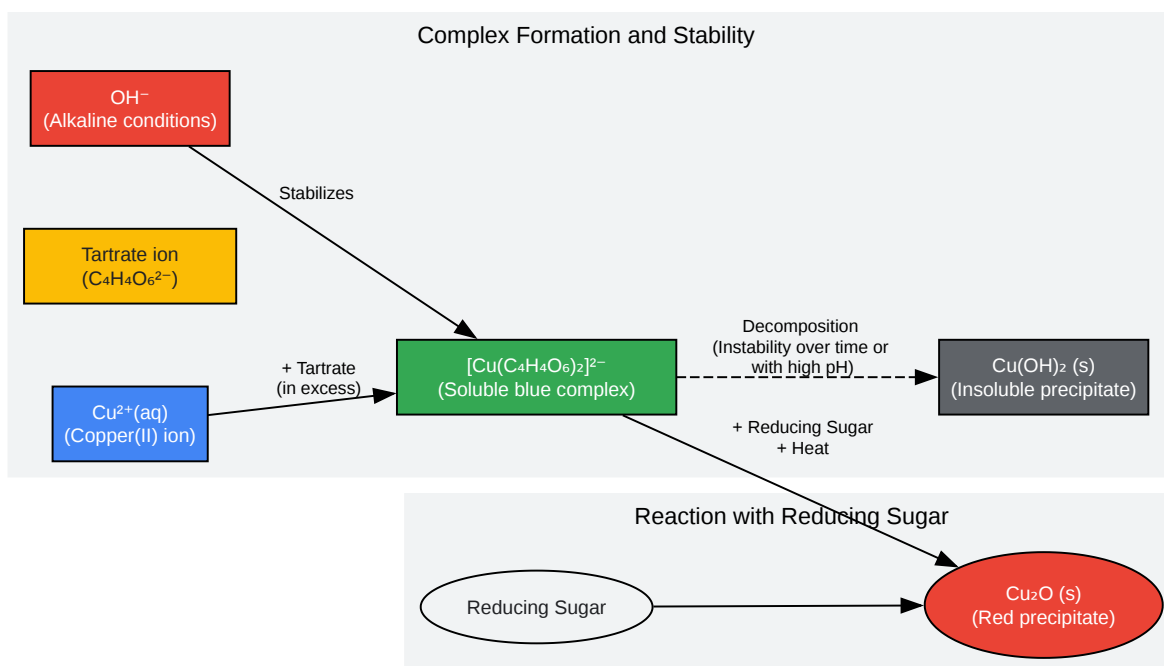 Complex Formation and Stability
OH⁻
(Alkaline conditions)
Stabilizes
Tartrate ion
(C₄H₄O₆²⁻)
+ Tartrate
(in excess)
Cu²⁺(aq)
(Copper(II) ion)
[Cu(C₄H₄O₆)₂]²⁻
(Soluble blue complex)
Decomposition
(Instability over time or
with high pH)
Cu(OH)₂ (s)
(Insoluble precipitate)
+ Reducing Sugar
+ Heat
Reaction with Reducing Sugar
Reducing Sugar
Cu₂O (s)
(Red precipitate)